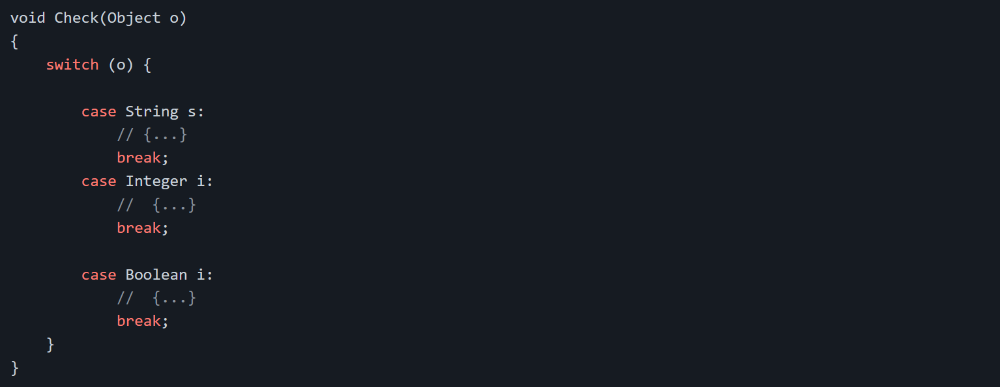 void Check(Object o)
{
    switch (o) {

        case String s:
            // {...}
            break;
        case Integer i:
            //  {...}
            break;

        case Boolean i:
            //  {...}
            break;
    }
}